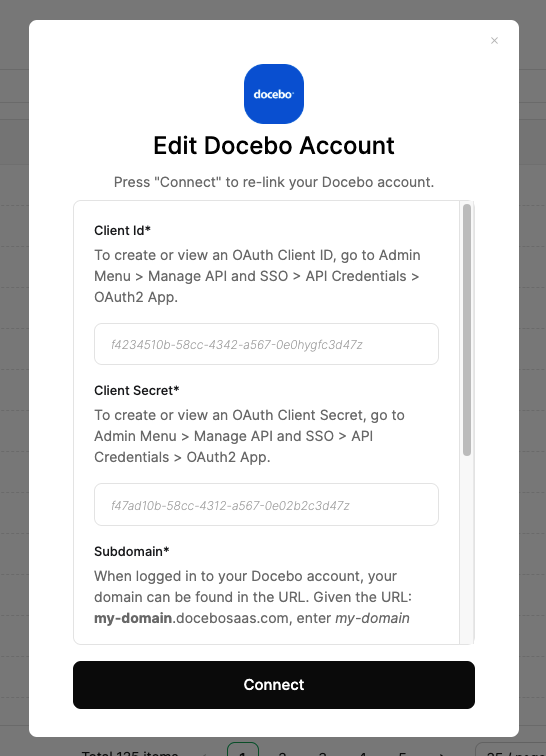 ×
docebo
Edit Docebo Account
Press "Connect" to re-link your Docebo account.
Client Id*
To create or view an OAuth Client ID, go to Admin
Menu > Manage API and SSO > API Credentials >
OAuth2 App.
f4234510b-58cc-4342-a567-0e0hygfc3d47z
Client Secret*
To create or view an OAuth Client Secret, go to
Admin Menu > Manage API and SSO > API
Credentials > OAuth2 App.
f47ad10b-58cc-4312-a567-0e02b2c3d47z
Subdomain*
When logged in to your Docebo account, your
domain can be found in the URL. Given the URL:
my-domain.docebosaas.com, enter my-domain
Connect
Total 125 items 1 2 3 4 5